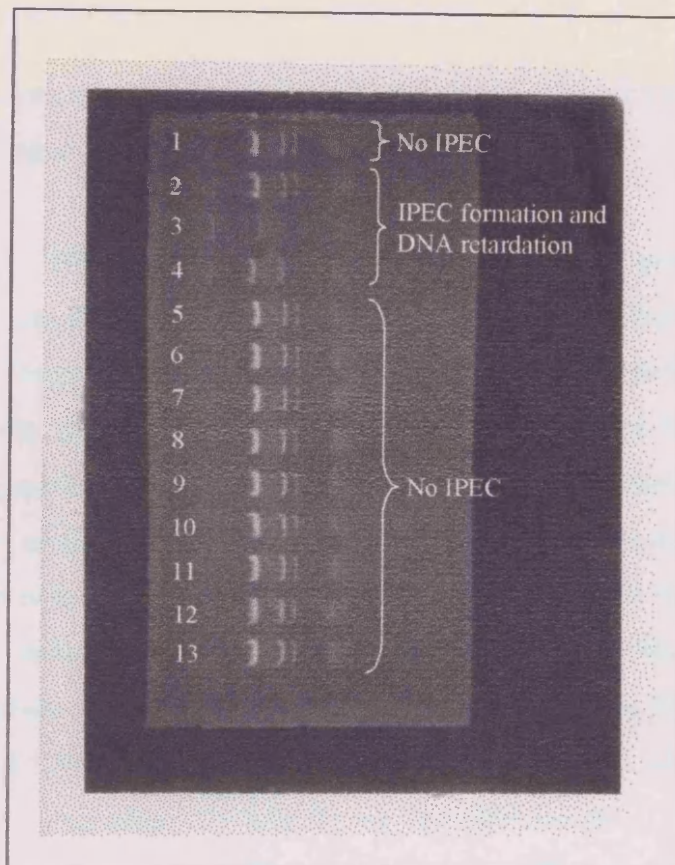 1 No IPEC
2
IPEC formation and
3
DNA retardation
4
5
6
7
8
9 No IPEC
10
11
12
13